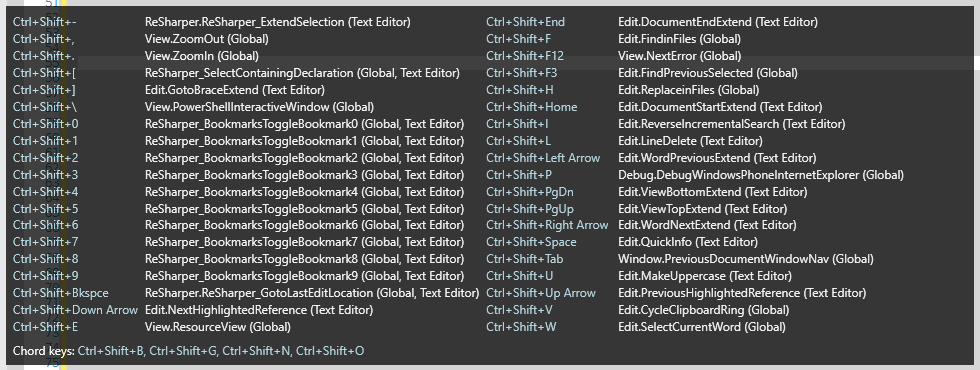 51
Ctrl+Shift+- ReSharper.ReSharper_ExtendSelection (Text Editor) Ctrl+Shift+End Edit.DocumentEndExtend (Text Editor)
Ctrl+Shift+, View.ZoomOut (Global) Ctrl+Shift+F Edit.FindinFiles (Global)
Ctrl+Shift+. View.ZoomIn (Global) Ctrl+Shift+F12 View.NextError (Global)
Ctrl+Shift+[ ReSharper_SelectContainingDeclaration (Global, Text Editor) Ctrl+Shift+F3 Edit.FindPreviousSelected (Global)
Ctrl+Shift+] Edit.GotoBraceExtend (Text Editor) Ctrl+Shift+H Edit.ReplaceinFiles (Global)
Ctrl+Shift+\ View.PowerShellInteractiveWindow (Global) Ctrl+Shift+Home Edit.DocumentStartExtend (Text Editor)
Ctrl+Shift+0 ReSharper_BookmarksToggleBookmark0 (Global, Text Editor) Ctrl+Shift+I Edit.ReverseIncrementalSearch (Text Editor)
Ctrl+Shift+1 ReSharper_BookmarksToggleBookmark1 (Global, Text Editor) Ctrl+Shift+L Edit.LineDelete (Text Editor)
Ctrl+Shift+2 ReSharper_BookmarksToggleBookmark2 (Global, Text Editor) Ctrl+Shift+Left Arrow Edit.WordPreviousExtend (Text Editor)
Ctrl+Shift+3 ReSharper_BookmarksToggleBookmark3 (Global, Text Editor) Ctrl+Shift+P Debug.DebugWindowsPhoneInternetExplorer (Global)
Ctrl+Shift+4 ReSharper_BookmarksToggleBookmark4 (Global, Text Editor) Ctrl+Shift+PgDn Edit.ViewBottomExtend (Text Editor)
Ctrl+Shift+5 ReSharper_BookmarksToggleBookmark5 (Global, Text Editor) Ctrl+Shift+PgUp Edit.ViewTopExtend (Text Editor)
Ctrl+Shift+6 ReSharper_BookmarksToggleBookmark6 (Global, Text Editor) Ctrl+Shift+Right Arrow Edit.WordNextExtend (Text Editor)
Ctrl+Shift+7 ReSharper_BookmarksToggleBookmark7 (Global, Text Editor) Ctrl+Shift+Space Edit.QuickInfo (Text Editor)
Ctrl+Shift+8 ReSharper_BookmarksToggleBookmark8 (Global, Text Editor) Ctrl+Shift+Tab Window.PreviousDocumentWindowNav (Global)
Ctrl+Shift+9 ReSharper_BookmarksToggleBookmark9 (Global, Text Editor) Ctrl+Shift+U Edit.MakeUppercase (Text Editor)
Ctrl+Shift+Bkspce ReSharper.ReSharper_GotoLastEditLocation (Global, Text Editor) Ctrl+Shift+Up Arrow Edit.PreviousHighlightedReference (Text Editor)
Ctrl+Shift+Down Arrow Edit.NextHighlightedReference (Text Editor) Ctrl+Shift+V Edit.CycleClipboardRing (Global)
Ctrl+Shift+E View.ResourceView (Global) Ctrl+Shift+W Edit.SelectCurrentWord (Global)
Chord keys: Ctrl+Shift+B, Ctrl+Shift+G, Ctrl+Shift+N, Ctrl+Shift+O